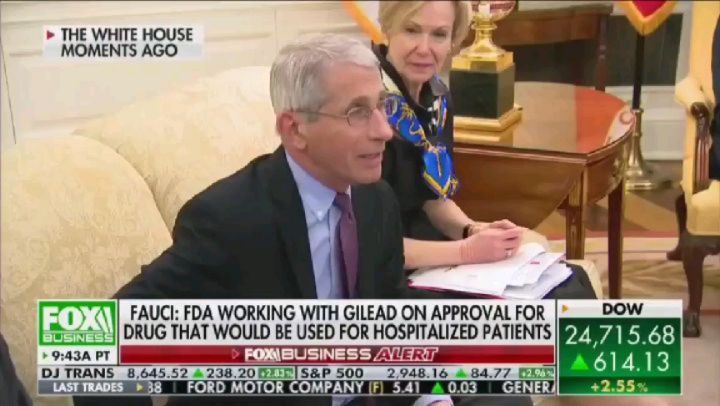 THE WHITE HOUSE
MOMENTS AGO
FOX
BUSINESS
9:43A PT
FAUCI: FDA WORKING WITH GILEAD ON APPROVAL FOR
DRUG THAT WOULD BE USED FOR HOSPITALIZED PATIENTS
FOX BUSINESS ALERT
DOW
24,715.68
▲614.13
+2.55%
DJ TRANS 8,645.52 ▲238.20 +2.83% S&P 500 2,948.16 ▲84.77 +2.96%
LAST TRADES FORD MOTOR COMPANY (F) 5.41 ▲0.03 GENERA